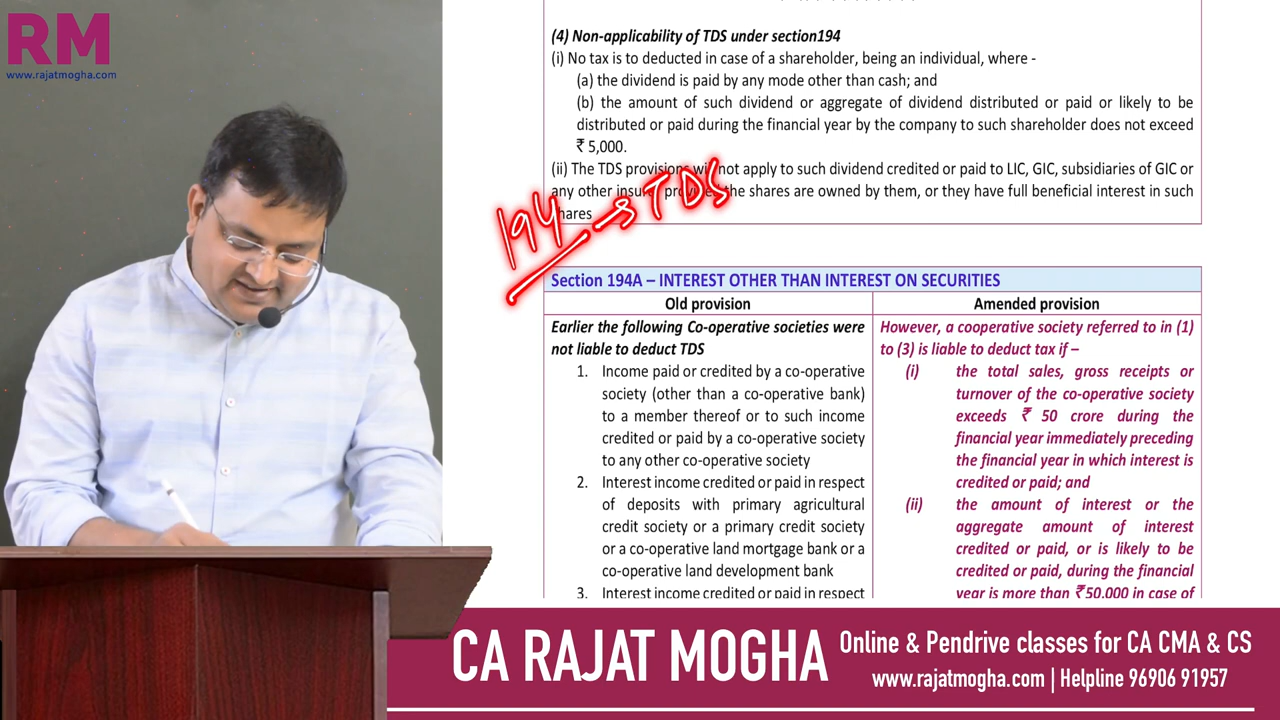 RM
www.rajatmogha.com
(4) Non-applicability of TDS under section194
(i) No tax is to deducted in case of a shareholder, being an individual, where -
(a) the dividend is paid by any mode other than cash; and
(b) the amount of such dividend or aggregate of dividend distributed or paid or likely to be
distributed or paid during the financial year by the company to such shareholder does not exceed
₹ 5,000.
(ii) The TDS provisions will not apply to such dividend credited or paid to LIC, GIC, subsidiaries of GIC or
any other insurer provided the shares are owned by them, or they have full beneficial interest in such
shares
194 → TDS
Section 194A – INTEREST OTHER THAN INTEREST ON SECURITIES
Old provision
Earlier the following Co-operative societies were
not liable to deduct TDS
1. Income paid or credited by a co-operative
society (other than a co-operative bank)
to a member thereof or to such income
credited or paid by a co-operative society
to any other co-operative society
2. Interest income credited or paid in respect
of deposits with primary agricultural
credit society or a primary credit society
or a co-operative land mortgage bank or a
co-operative land development bank
3. Interest income credited or paid in respect
Amended provision
However, a cooperative society referred to in (1)
to (3) is liable to deduct tax if –
(i) the total sales, gross receipts or
turnover of the co-operative society
exceeds ₹ 50 crore during the
financial year immediately preceding
the financial year in which interest is
credited or paid; and
(ii) the amount of interest or the
aggregate amount of interest
credited or paid, or is likely to be
credited or paid, during the financial
year is more than ₹50,000 in case of
CA RAJAT MOGHA
Online & Pendrive classes for CA CMA & CS
www.rajatmogha.com | Helpline 96906 91957